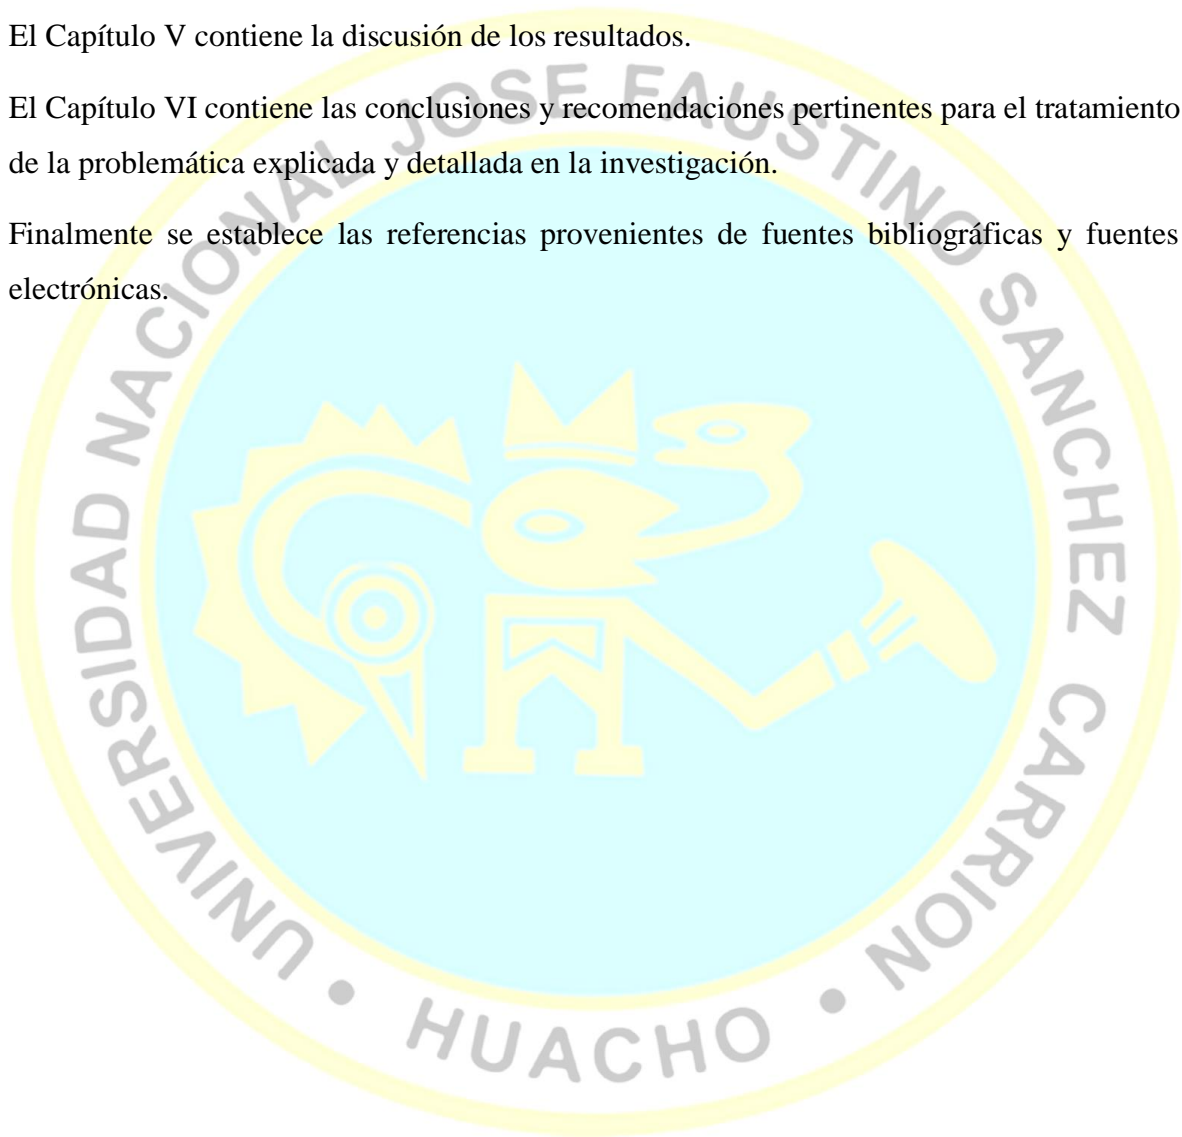 El Capítulo V contiene la discusión de los resultados.
El Capítulo VI contiene las conclusiones y recomendaciones pertinentes para el tratamiento
de la problemática explicada y detallada en la investigación.
Finalmente se establece las referencias provenientes de fuentes bibliográficas y fuentes
electrónicas.
UNIVERSIDAD NACIONAL JOSE FAUSTINO SANCHEZ CARRION
• HUACHO •